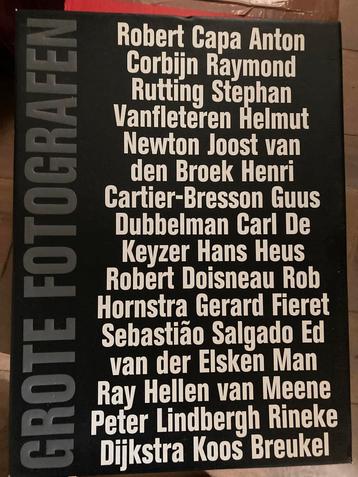 GROTE FOTOGRAFEN
Robert Capa Anton
Corbijn Raymond
Rutting Stephan
Vanfleteren Helmut
Newton Joost van
den Broek Henri
Cartier-Bresson Guus
Dubbelman Carl De
Keyzer Hans Heus
Robert Doisneau Rob
Hornstra Gerard Fieret
Sebastião Salgado Ed
van der Elsken Man
Ray Hellen van Meene
Peter Lindbergh Rineke
Dijkstra Koos Breukel